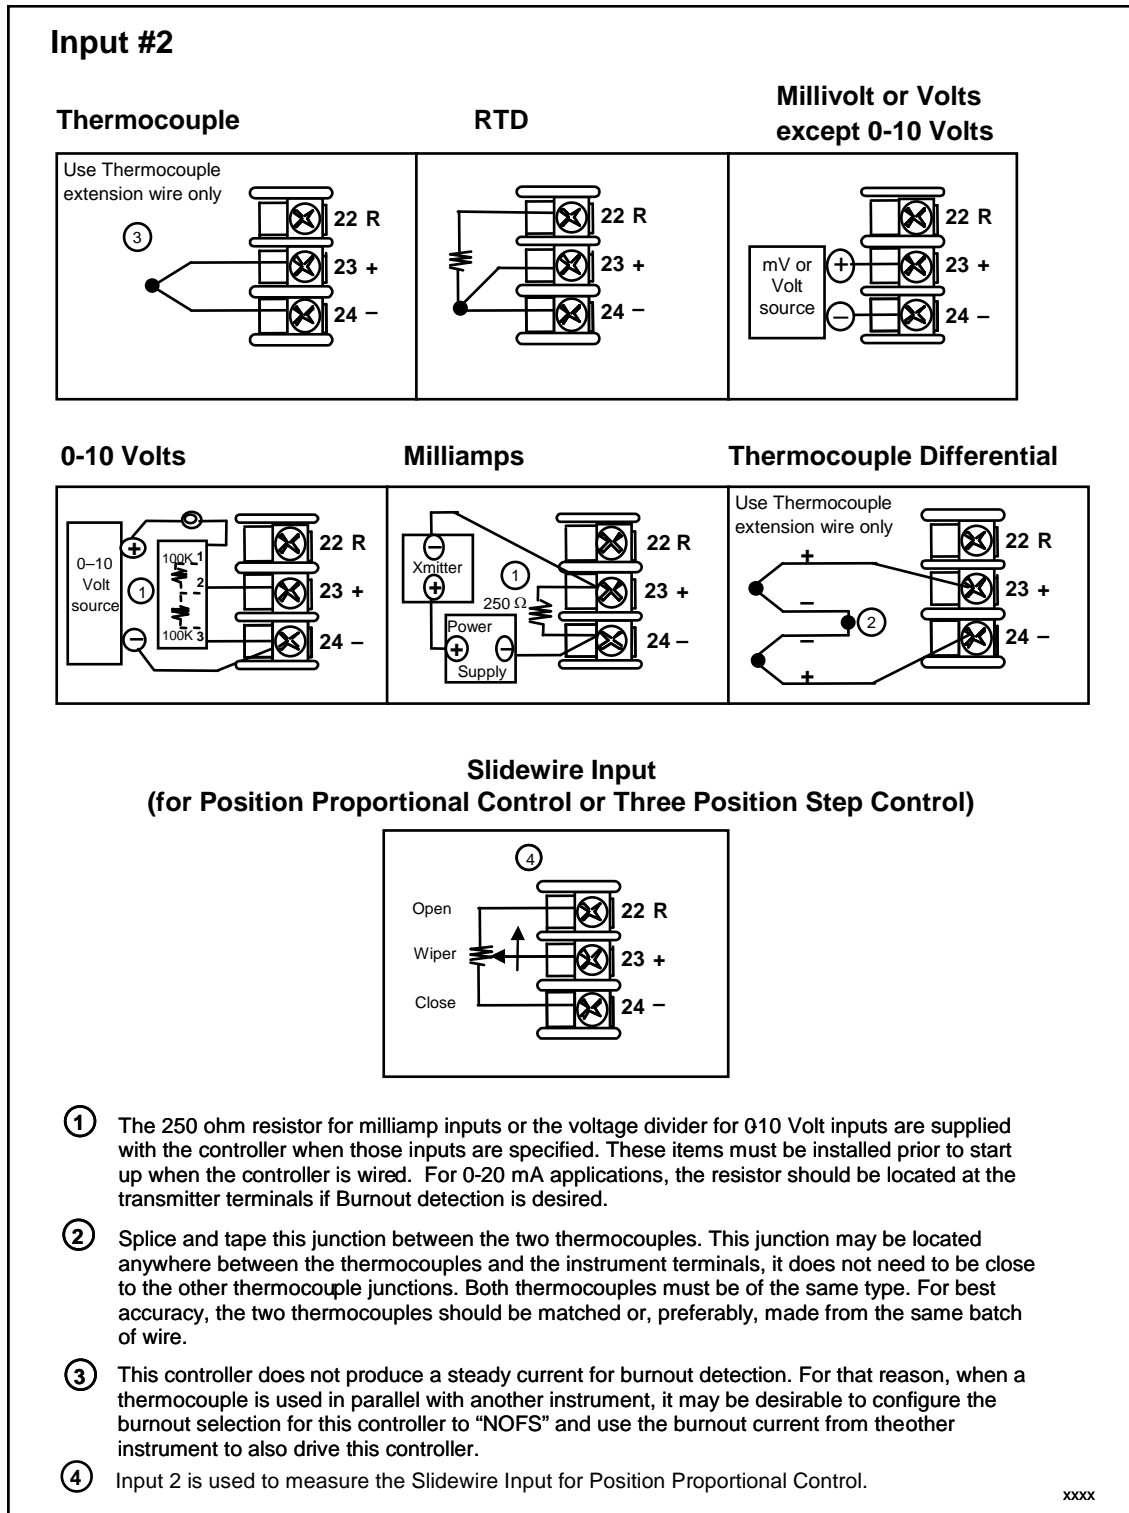 Input #2
Thermocouple
RTD
Millivolt or Volts
except 0-10 Volts
Use Thermocouple
extension wire only
3
22 R
23 +
24 –
22 R
23 +
24 –
mV or
Volt
source
+
–
22 R
23 +
24 –
0-10 Volts
Milliamps
Thermocouple Differential
0–10
Volt
source
+
–
1
100K 1
2
100K 3
22 R
23 +
24 –
–
Xmitter
+
1
250 Ω
Power
+ –
Supply
22 R
23 +
24 –
Use Thermocouple
extension wire only
+
–
2
–
+
22 R
23 +
24 –
Slidewire Input
(for Position Proportional Control or Three Position Step Control)
4
Open
Wiper
Close
22 R
23 +
24 –
1 The 250 ohm resistor for milliamp inputs or the voltage divider for 0-10 Volt inputs are supplied
with the controller when those inputs are specified. These items must be installed prior to start
up when the controller is wired. For 0-20 mA applications, the resistor should be located at the
transmitter terminals if Burnout detection is desired.
2 Splice and tape this junction between the two thermocouples. This junction may be located
anywhere between the thermocouples and the instrument terminals, it does not need to be close
to the other thermocouple junctions. Both thermocouples must be of the same type. For best
accuracy, the two thermocouples should be matched or, preferably, made from the same batch
of wire.
3 This controller does not produce a steady current for burnout detection. For that reason, when a
thermocouple is used in parallel with another instrument, it may be desirable to configure the
burnout selection for this controller to “NOFS” and use the burnout current from theother
instrument to also drive this controller.
4 Input 2 is used to measure the Slidewire Input for Position Proportional Control.
xxxx